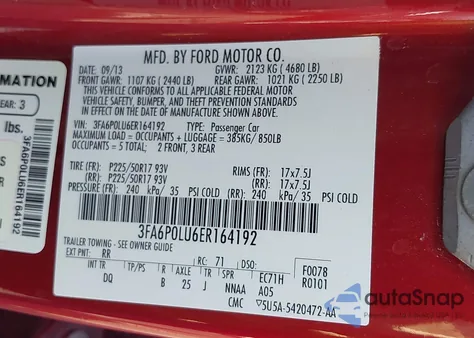 MFD. BY FORD MOTOR CO.
09/13
GVWR: 2123 KG (4680 LB)
FRONT GAWR: 1107 KG (2440 LB) REAR GAWR: 1021 KG (2250 LB)
THIS VEHICLE CONFORMS TO ALL APPLICABLE FEDERAL MOTOR
VEHICLE SAFETY, BUMPER, AND THEFT PREVENTION STANDARDS IN
EFFECT ON THE DATE OF MANUFACTURE SHOWN ABOVE.
VIN: 3FA6P0LU6ER164192 TYPE: Passenger Car
MAXIMUM LOAD = OCCUPANTS + LUGGAGE = 385KG/ 850LB
OCCUPANTS: 5 TOTAL: 2 FRONT, 3 REAR
TIRE (F) P225/50R17 93V RIMS (FR): 17x7.5J
(R) P225/50R17 93V (RR): 17x7.5J
PRESSURE (F): 240 kPa/ 35 PSI COLD (RR): 240 kPa/ 35 PSI COLD
3FA6P0LU6ER164192
TRAILER TOWING - SEE OWNER GUIDE
EXT PNT: RR RC: 71 DSO: F0078
INT TR TP/PS R AXLE TR SPR EC71H R0101
DQ B 25 J NNAA A05
CMC 5U5A-5420472-AA
RMATION
EAR: 3
lbs.
3FA6P0LU6ER164192
autoSnap